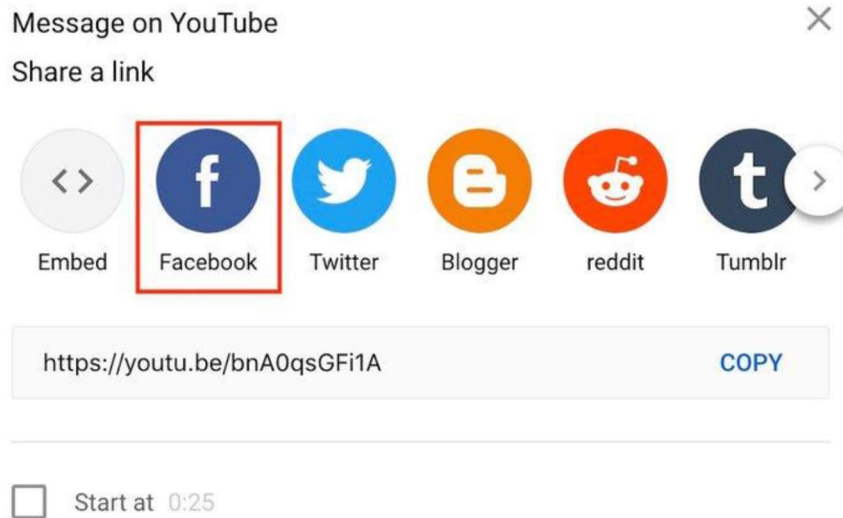 Message on YouTube
Share a link
Embed Facebook Twitter Blogger reddit Tumblr
https://youtu.be/bnA0qsGFi1A COPY
Start at 0:25